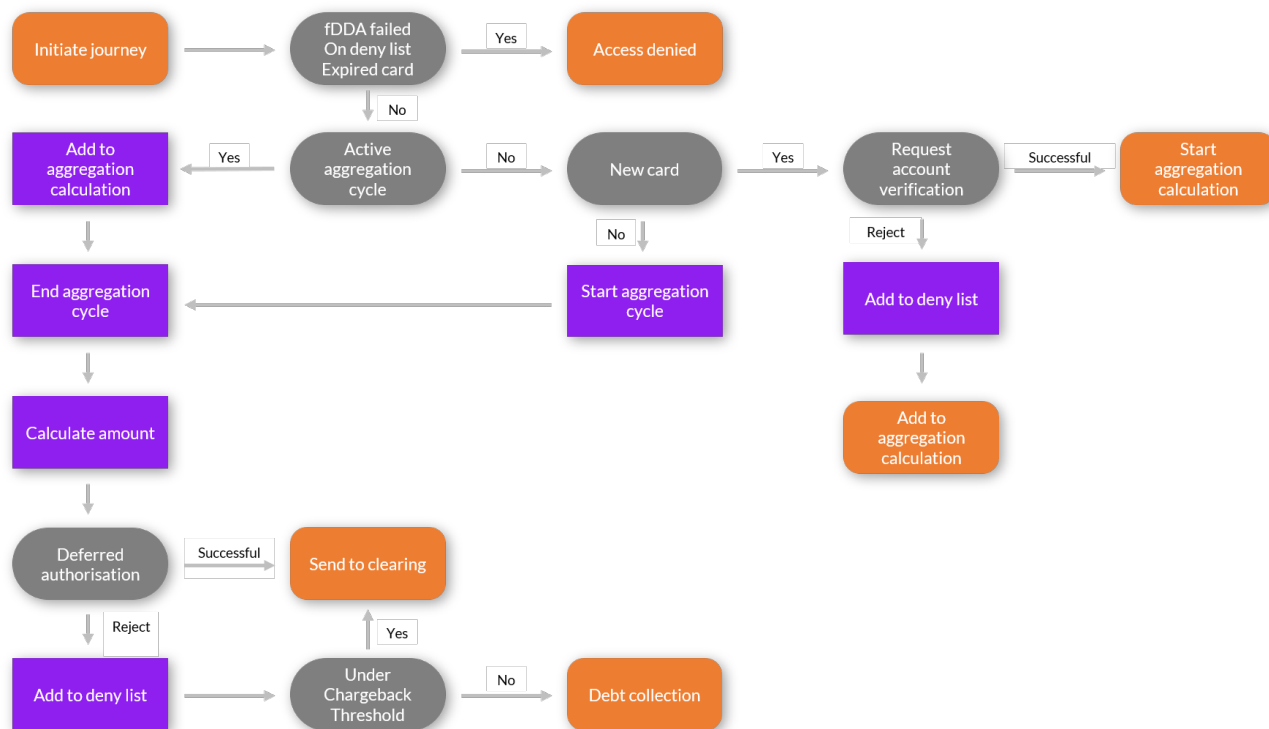 Initiate journey
fDDA failed
On deny list
Expired card
Yes
Access denied
No
Add to
aggregation
calculation
Yes
Active
aggregation
cycle
No
New card
Yes
Request
account
verification
Successful
Start
aggregation
calculation
No
Reject
End aggregation
cycle
Start aggregation
cycle
Add to deny list
Calculate amount
Add to
aggregation
calculation
Deferred
authorisation
Successful
Send to clearing
Reject
Yes
Add to deny list
Under
Chargeback
Threshold
No
Debt collection